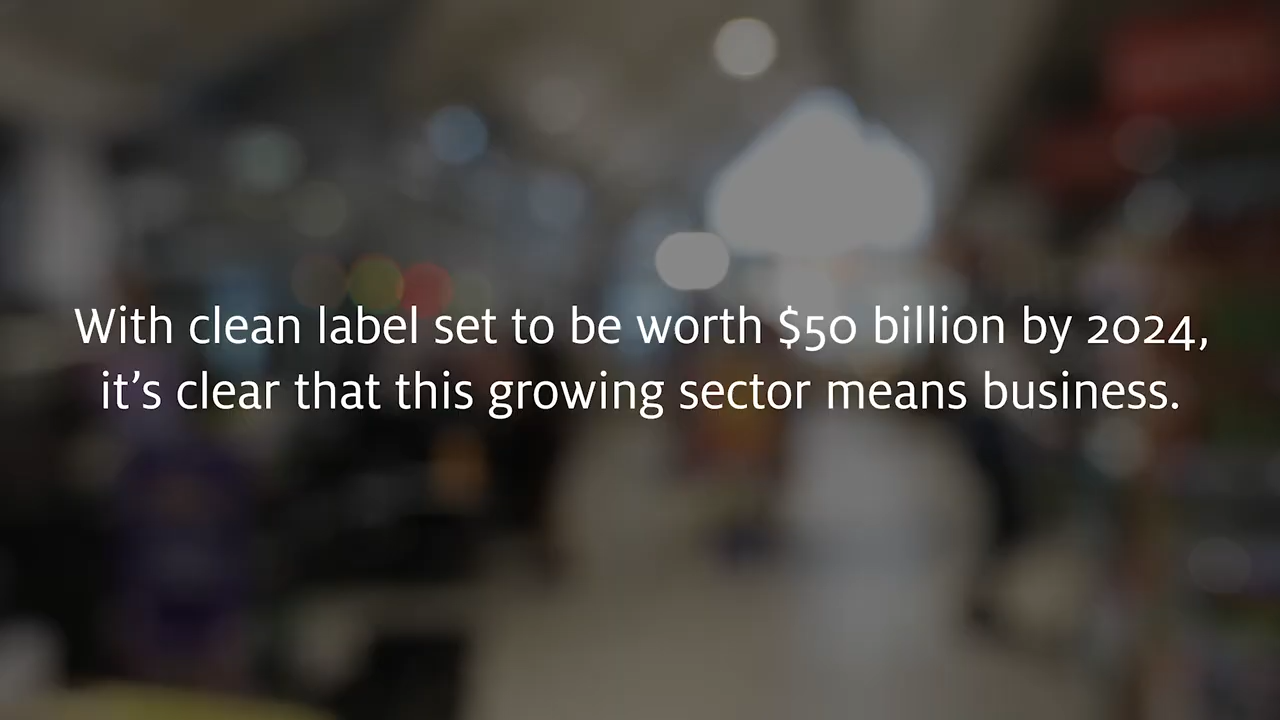 With clean label set to be worth $50 billion by 2024,
it’s clear that this growing sector means business.